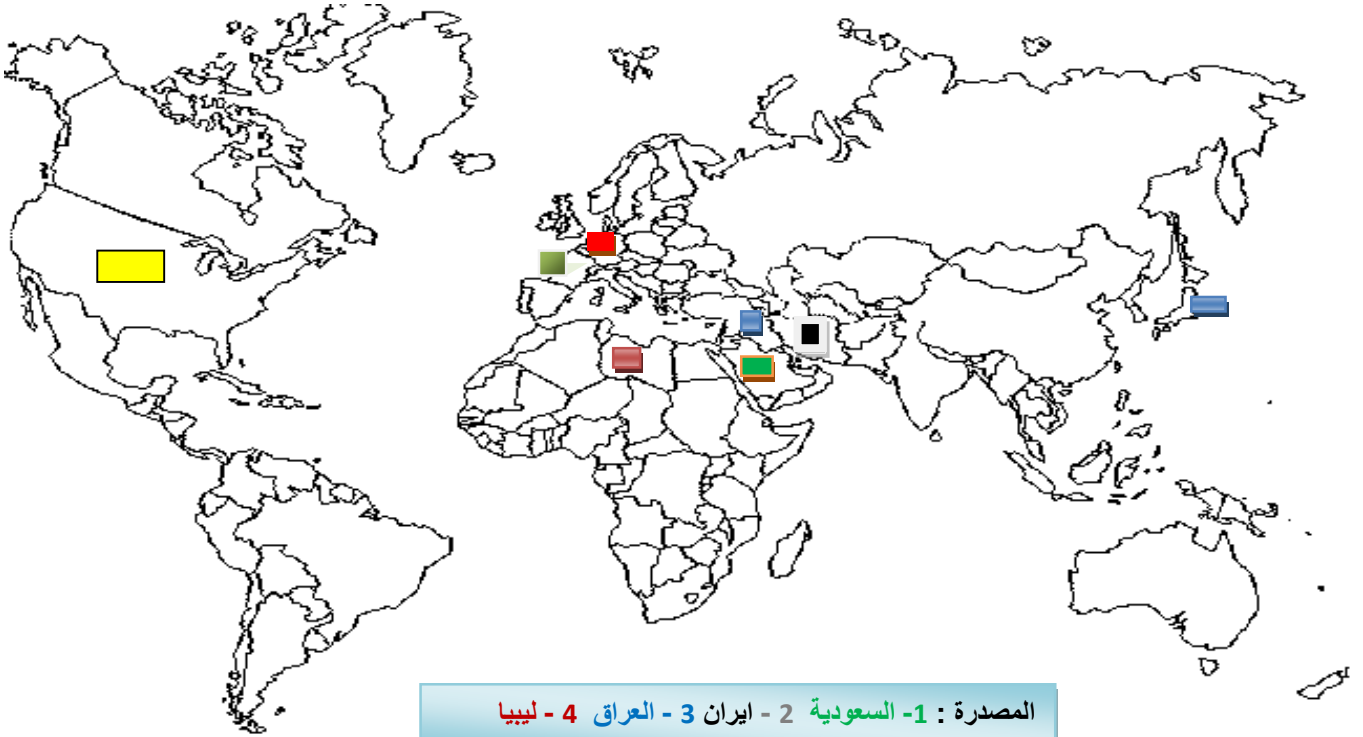 المصدرة : 1- السعودية 2 - ايران 3 - العراق 4 - ليبيا